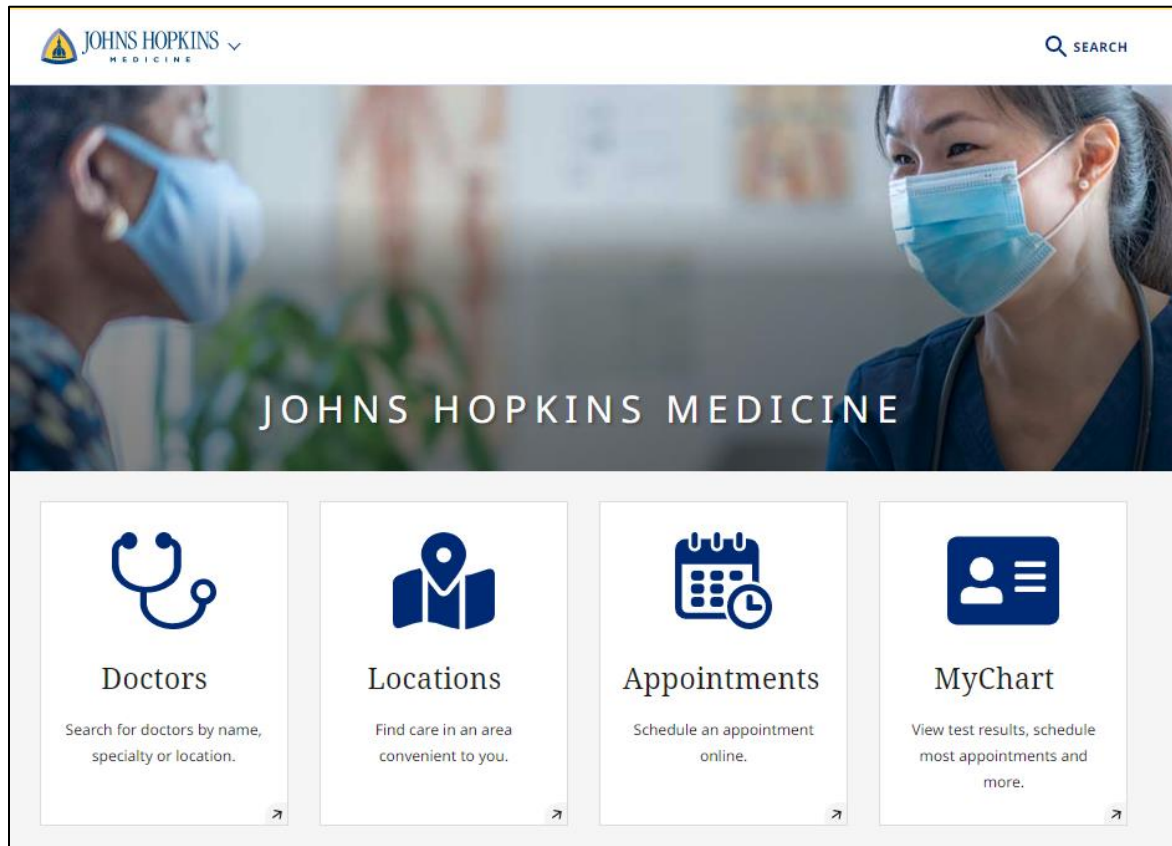 JOHNS HOPKINS
MEDICINE
SEARCH
JOHNS HOPKINS MEDICINE
Doctors
Search for doctors by name,
specialty or location.
Locations
Find care in an area
convenient to you.
Appointments
Schedule an appointment
online.
MyChart
View test results, schedule
most appointments and
more.